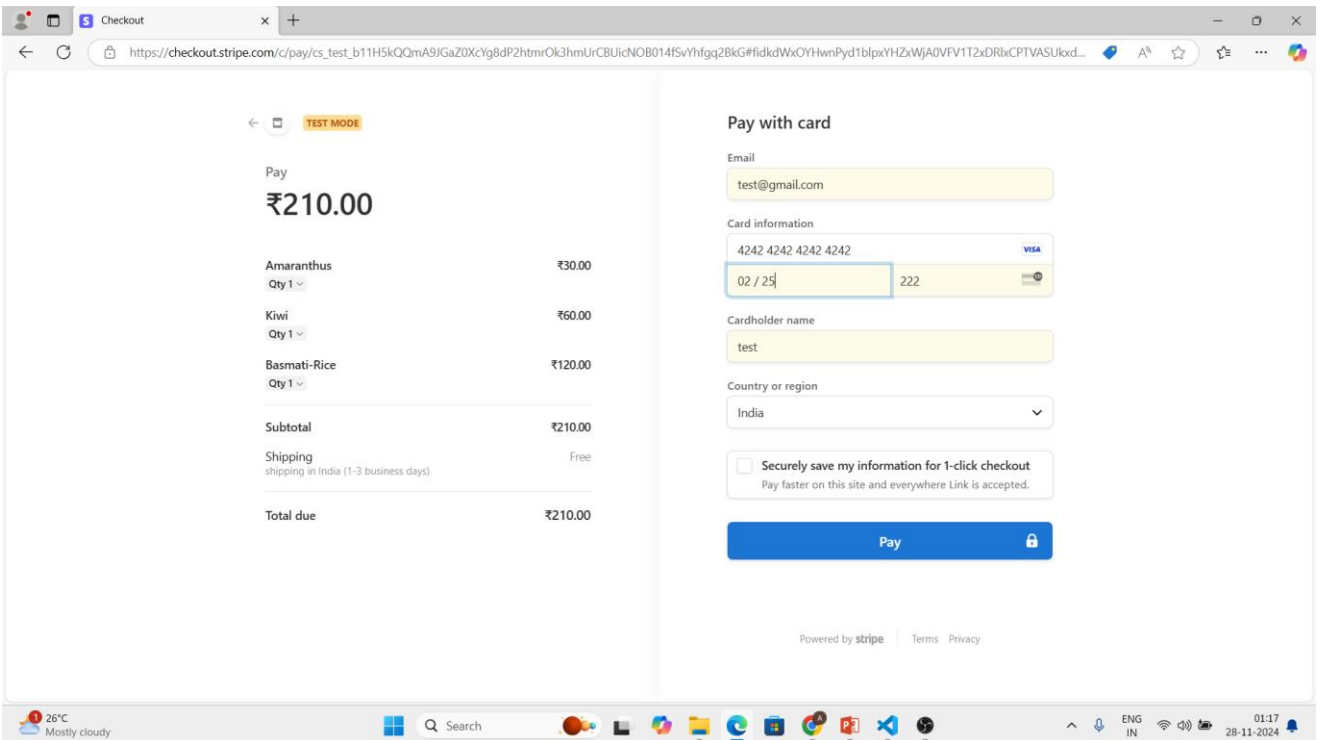 Checkout
https://checkout.stripe.com/c/pay/cs_test_b11H5kQQmA9JGaZ0XcYg8dP2htmrOk3hmUrCBUicNOB014fSvYhfgq2BkG#fidkdWxOYHwnPyd1blpxYHZxWjA0VFV1T2xDRlxCPTVASUkxd...
TEST MODE
Pay
₹210.00
Amaranthus ₹30.00
Qty 1
Kiwi ₹60.00
Qty 1
Basmati-Rice ₹120.00
Qty 1
Subtotal ₹210.00
Shipping Free
shipping in India (1-3 business days)
Total due ₹210.00
Pay with card
Email
test@gmail.com
Card information
4242 4242 4242 4242 VISA
02 / 25 222
Cardholder name
test
Country or region
India
Securely save my information for 1-click checkout
Pay faster on this site and everywhere Link is accepted.
Pay
Powered by stripe Terms Privacy
1
26°C
Mostly cloudy
Search
ENG
IN
01:17
28-11-2024